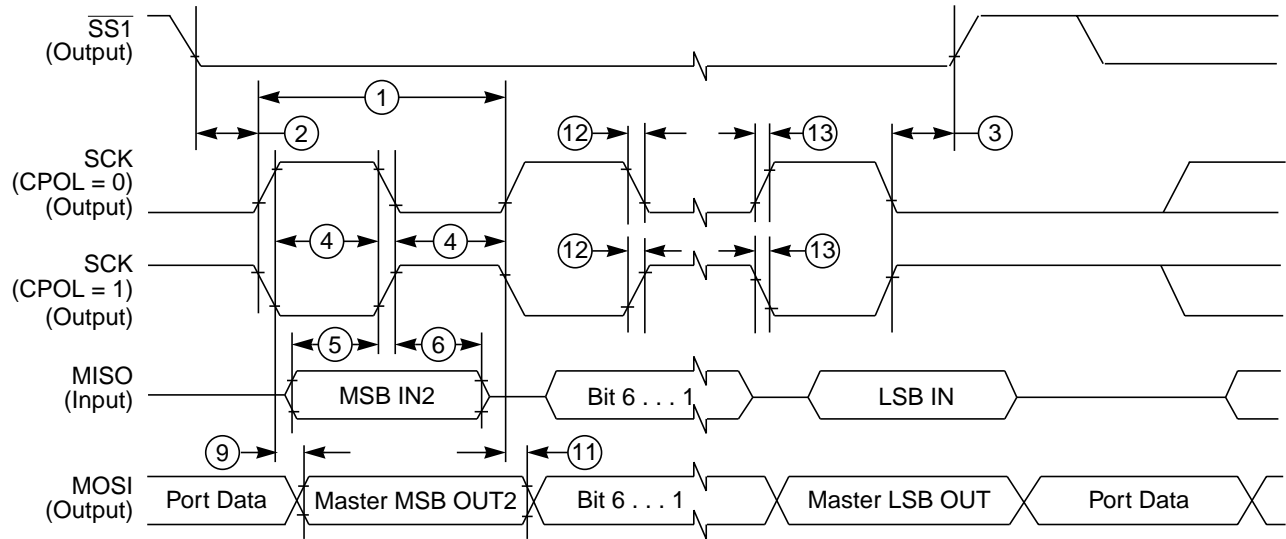 SS1
(Output)
1
2
12
13
3
SCK
(CPOL = 0)
(Output)
4
4
12
13
SCK
(CPOL = 1)
(Output)
5
6
MISO
(Input)
MSB IN2
Bit 6 . . . 1
LSB IN
9
11
MOSI
(Output)
Port Data
Master MSB OUT2
Bit 6 . . . 1
Master LSB OUT
Port Data